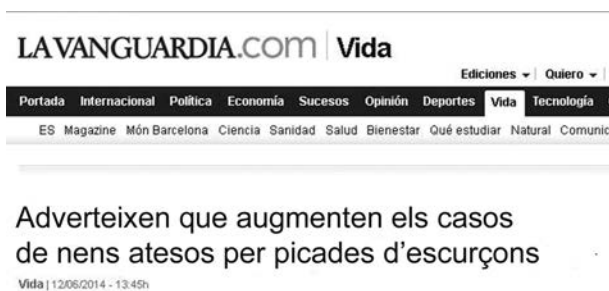 LAVANGUARDIA.COM | Vida
Ediciones Quiero
Portada Internacional Política Economía Sucesos Opinión Deportes Vida Tecnología
ES Magazine Món Barcelona Ciencia Sanidad Salud Bienestar Qué estudiar Natural Comunic
Adverteixen que augmenten els casos
de nens atesos per picades d'escurçons
Vida | 12/06/2014 - 13:45h